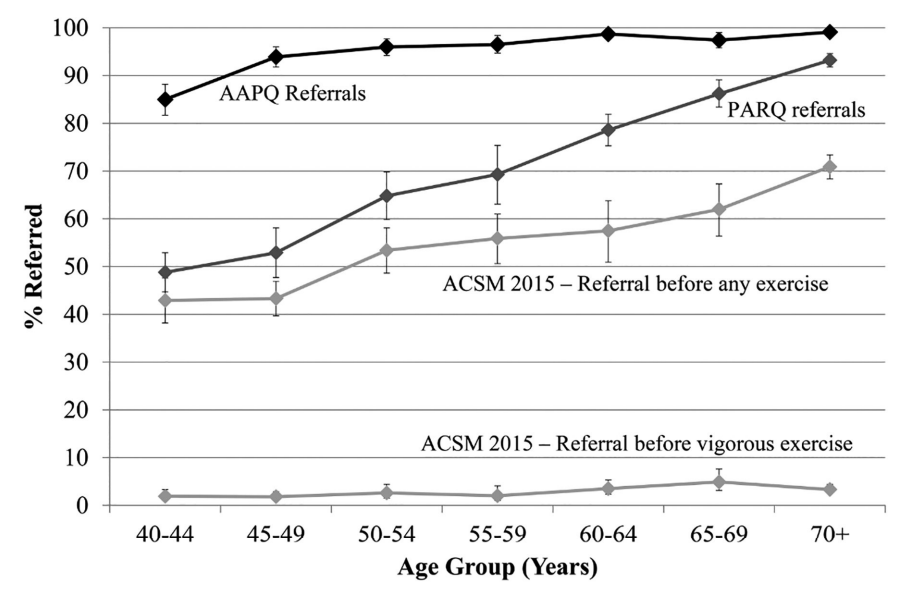 100
90
80
70
60
50
40
30
20
10
0
% Referred
AAPQ Referrals
PARQ referrals
ACSM 2015 – Referral before any exercise
ACSM 2015 – Referral before vigorous exercise
40-44 45-49 50-54 55-59 60-64 65-69 70+
Age Group (Years)